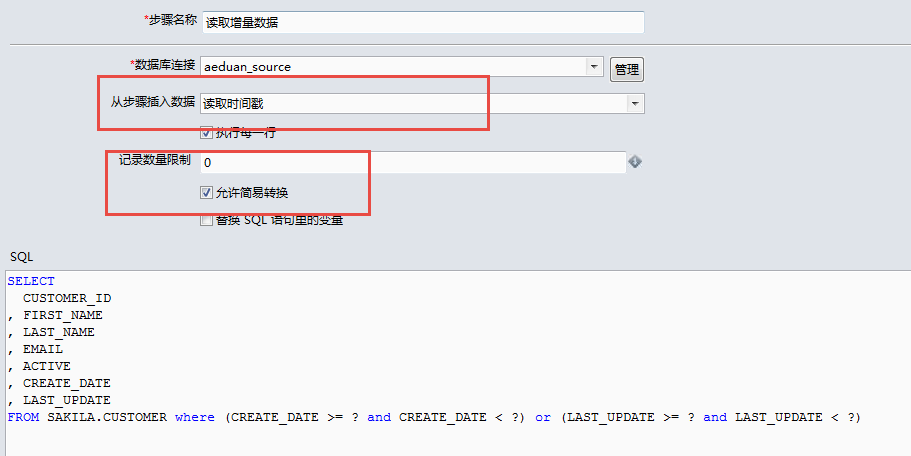 *步骤名称 读取增量数据
*数据库连接 aeduan_source 管理
从步骤插入数据 读取时间戳
执行每一行
记录数量限制 0
允许简易转换
替换 SQL 语句里的变量
SQL
SELECT
CUSTOMER_ID
, FIRST_NAME
, LAST_NAME
, EMAIL
, ACTIVE
, CREATE_DATE
, LAST_UPDATE
FROM SAKILA.CUSTOMER where (CREATE_DATE >= ? and CREATE_DATE < ?) or (LAST_UPDATE >= ? and LAST_UPDATE < ?)